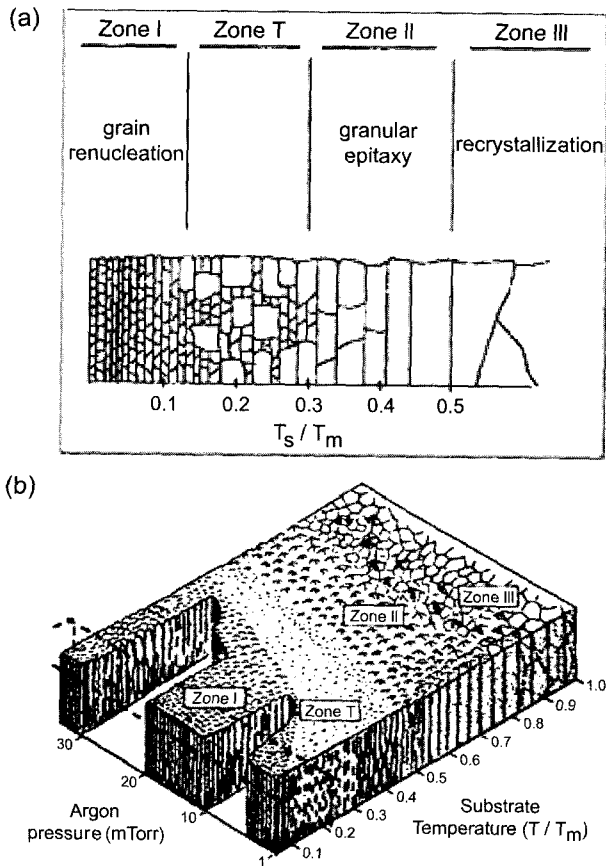 (a)
Zone I Zone T Zone II Zone III
grain
renucleation
granular
epitaxy
recrystallization
0.1 0.2 0.3 0.4 0.5
Ts / Tm
(b)
Zone III
Zone II
Zone I
Zone T
30
20
10
1
0.1
0.2
0.3
0.4
0.5
0.6
0.7
0.8
0.9
1.0
Argon
pressure (mTorr)
Substrate
Temperature (T / Tm)